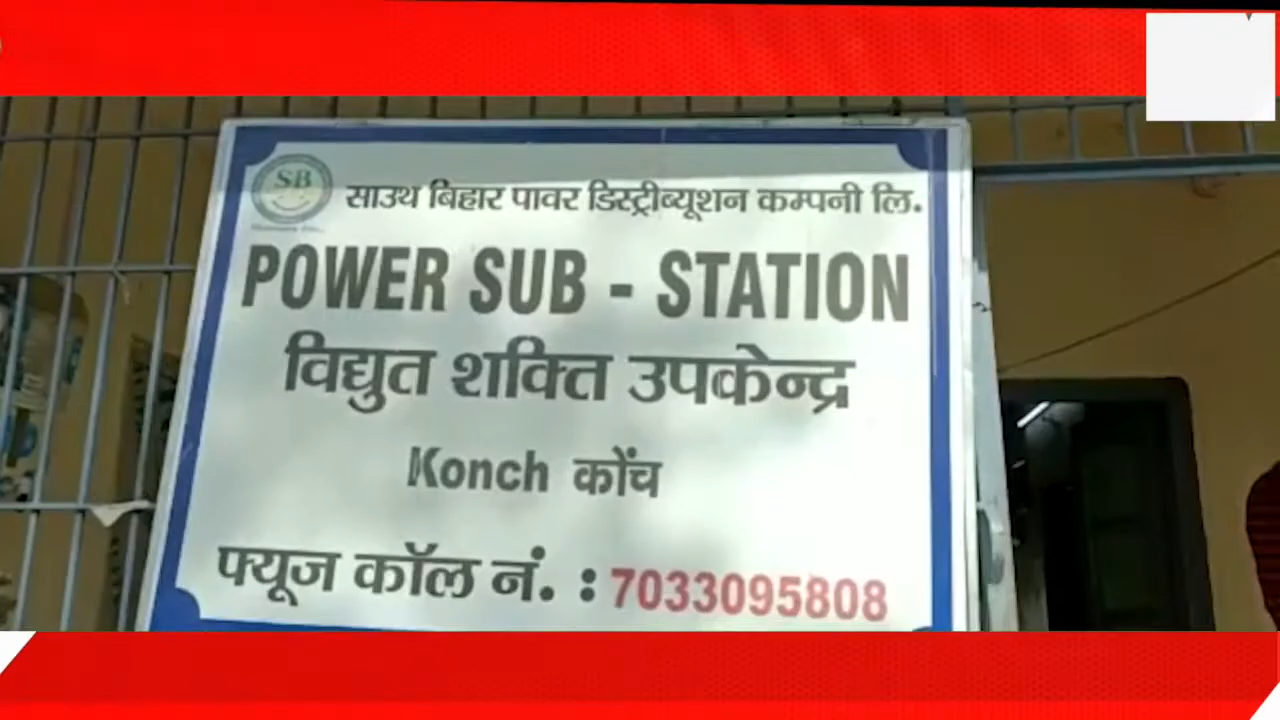 SB
साउथ बिहार पावर डिस्ट्रीब्यूशन कम्पनी लि.
POWER SUB - STATION
विद्युत शक्ति उपकेन्द्र
Konch कोंच
फ्यूज कॉल नं. : 7033095808